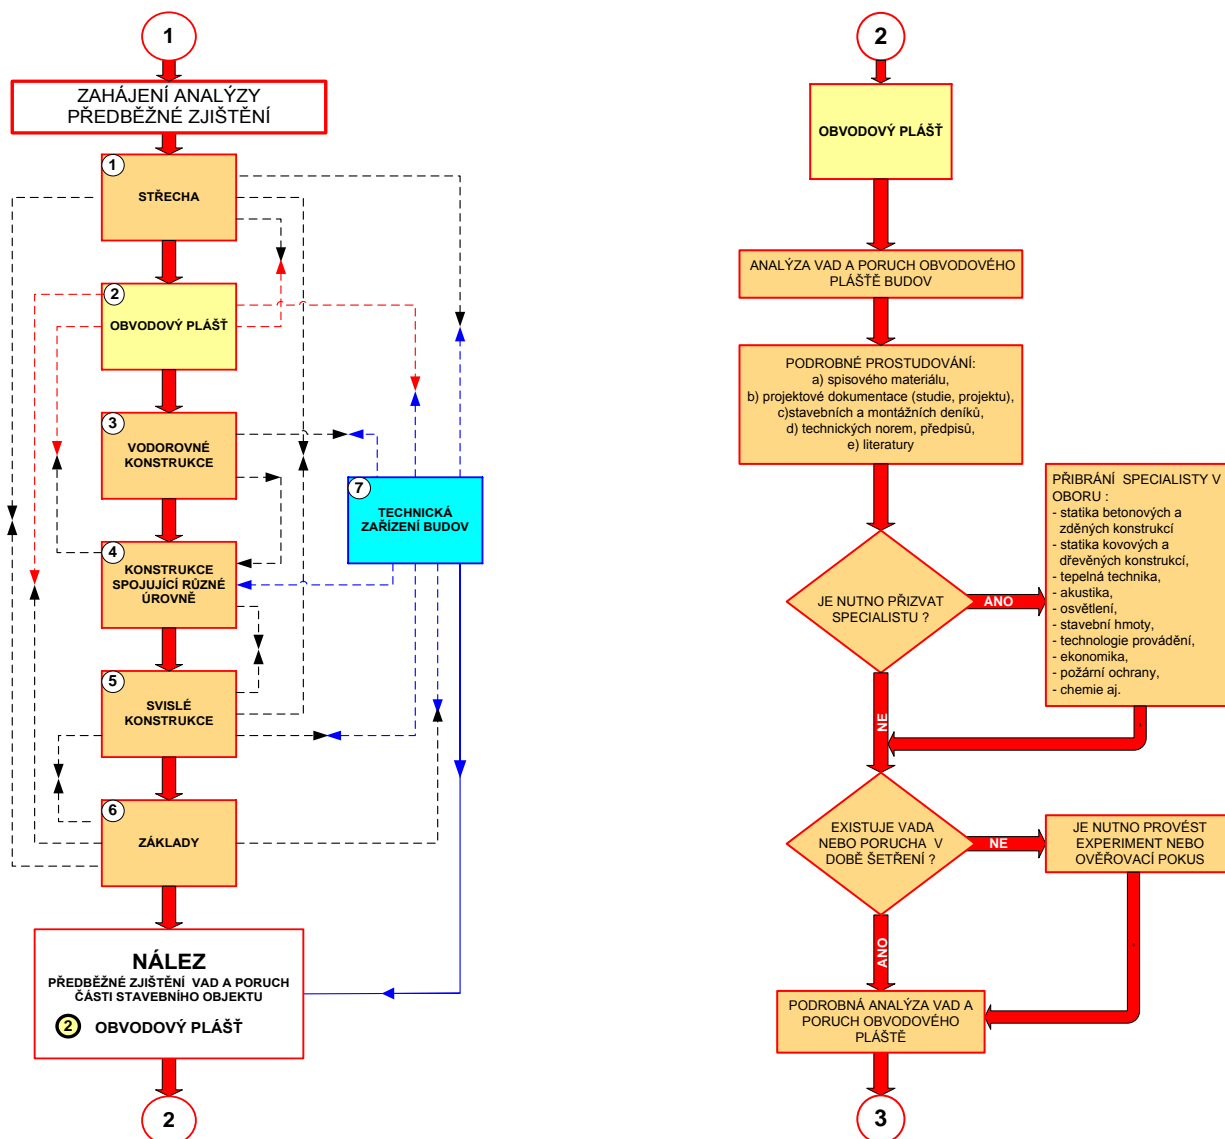 1
ZAHÁJENÍ ANALÝZY
PŘEDBĚŽNÉ ZJIŠTĚNÍ
1
STŘECHA
2
OBVODOVÝ PLÁŠŤ
3
VODOROVNÉ
KONSTRUKCE
4
KONSTRUKCE
SPOJUJÍCÍ RŮZNÉ
ÚROVNĚ
5
SVISLÉ
KONSTRUKCE
6
ZÁKLADY
7
TECHNICKÁ
ZAŘÍZENÍ BUDOV
NÁLEZ
PŘEDBĚŽNÉ ZJIŠTĚNÍ VAD A PORUCH
ČÁSTI STAVEBNÍHO OBJEKTU
2 OBVODOVÝ PLÁŠŤ
2
2
OBVODOVÝ PLÁŠŤ
ANALÝZA VAD A PORUCH OBVODOVÉHO
PLÁŠTĚ BUDOV
PODROBNÉ PROSTUDOVÁNÍ:
a) spisového materiálu,
b) projektové dokumentace (studie, projektu),
c)stavebních a montážních deníků,
d) technických norem, předpisů,
e) literatury
JE NUTNO PŘIZVAT
SPECIALISTU ?
ANO
PŘIBRÁNÍ SPECIALISTY V
OBORU :
- statika betonových a
zděných konstrukcí
- statika kovových a
dřevěných konstrukcí,
- tepelná technika,
- akustika,
- osvětlení,
- stavební hmoty,
- technologie provádění,
- ekonomika,
- požární ochrany,
- chemie aj.
NE
EXISTUJE VADA
NEBO PORUCHA V
DOBĚ ŠETŘENÍ ?
NE
JE NUTNO PROVÉST
EXPERIMENT NEBO
OVĚŘOVACÍ POKUS
ANO
PODROBNÁ ANALÝZA VAD A
PORUCH OBVODOVÉHO
PLÁŠTĚ
3